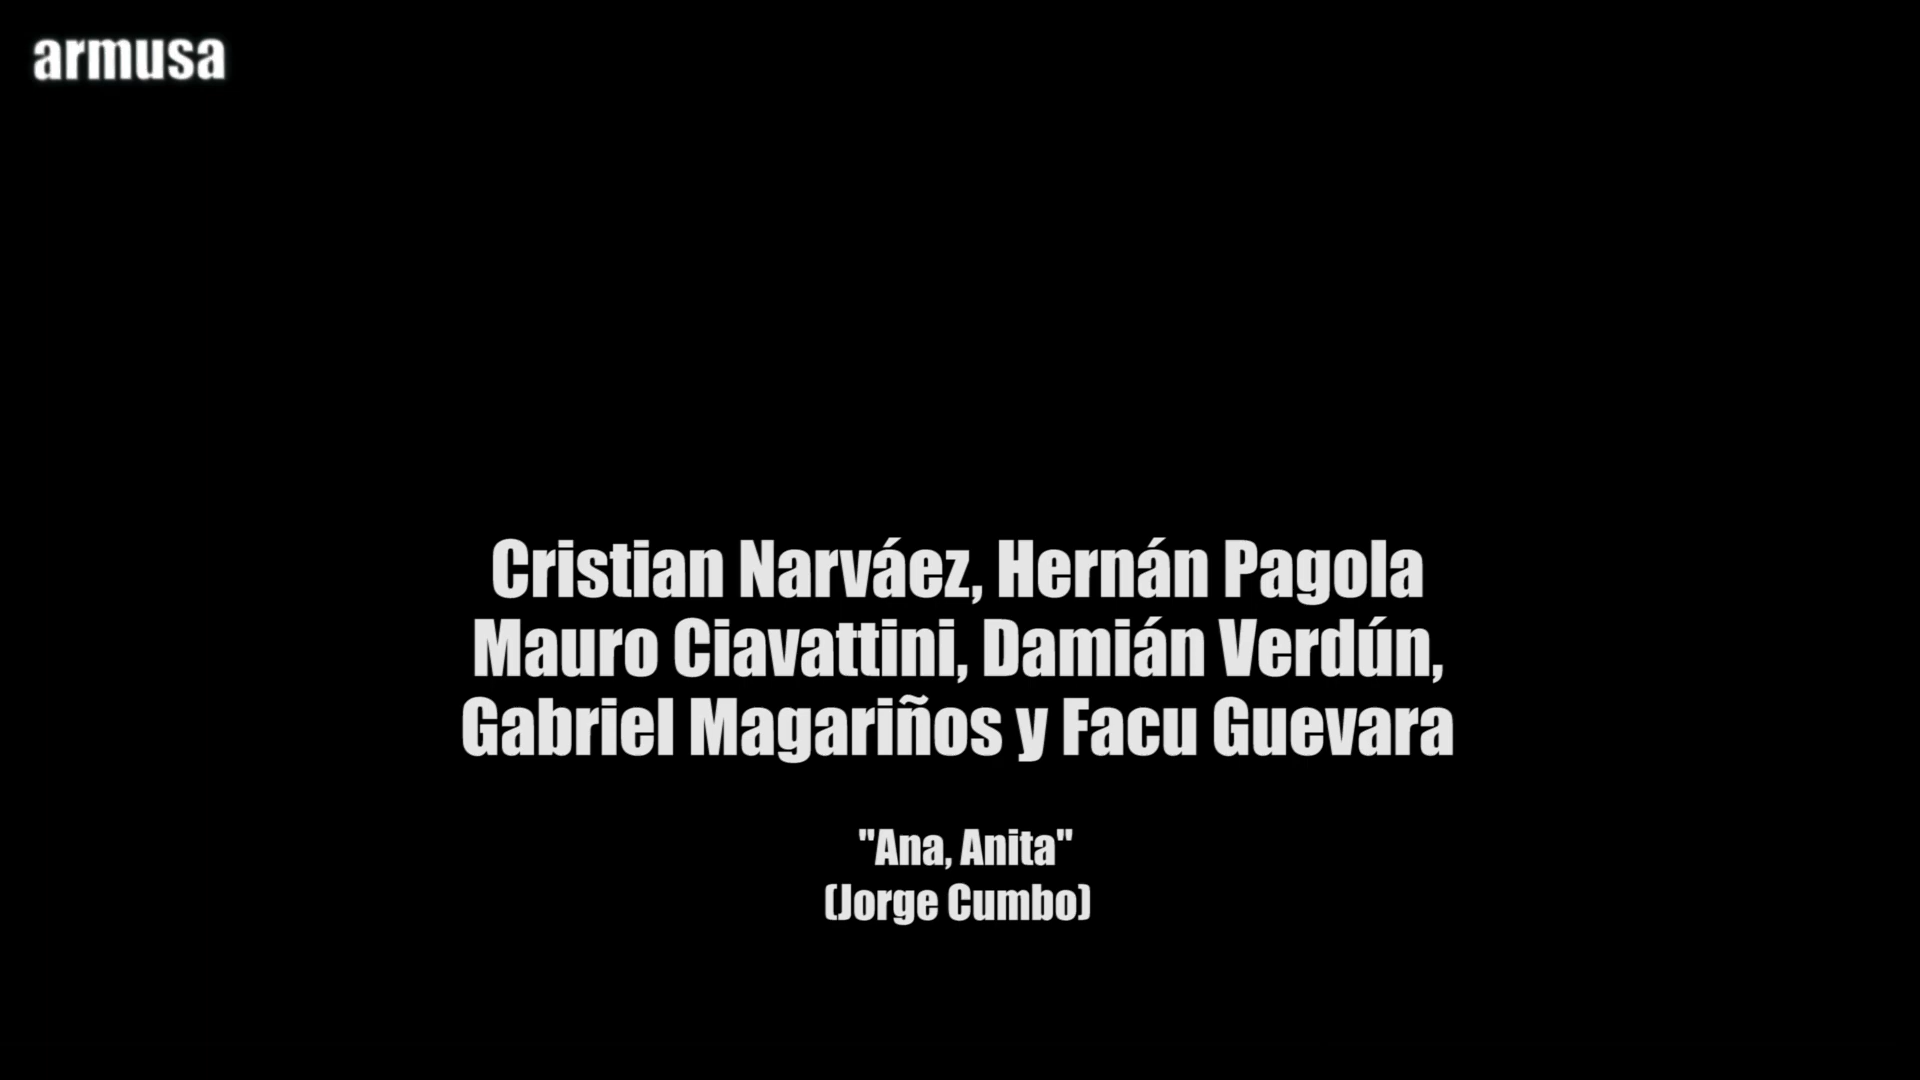 armusa
Cristian Narváez, Hernán Pagola
Mauro Ciavattini, Damián Verdún,
Gabriel Magariños y Facu Guevara
"Ana, Anita"
(Jorge Cumbo)